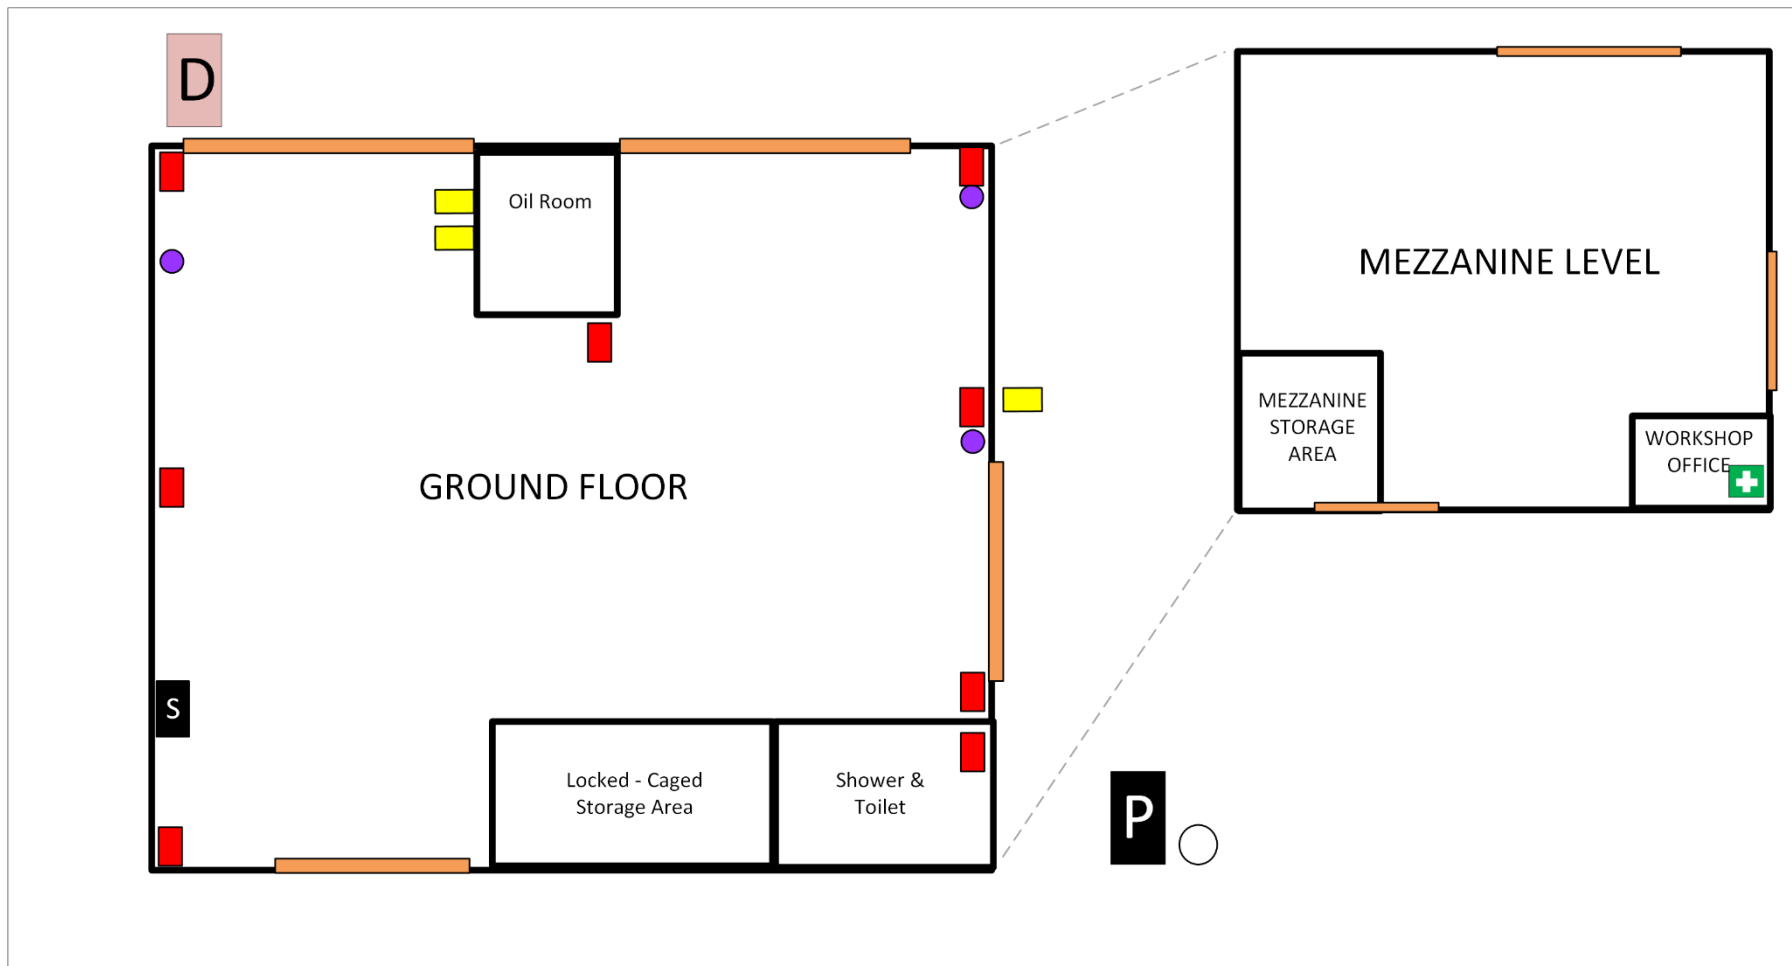 D
Oil Room
GROUND FLOOR
S
Locked - Caged
Storage Area
Shower &
Toilet
P
MEZZANINE LEVEL
MEZZANINE
STORAGE
AREA
WORKSHOP
OFFICE